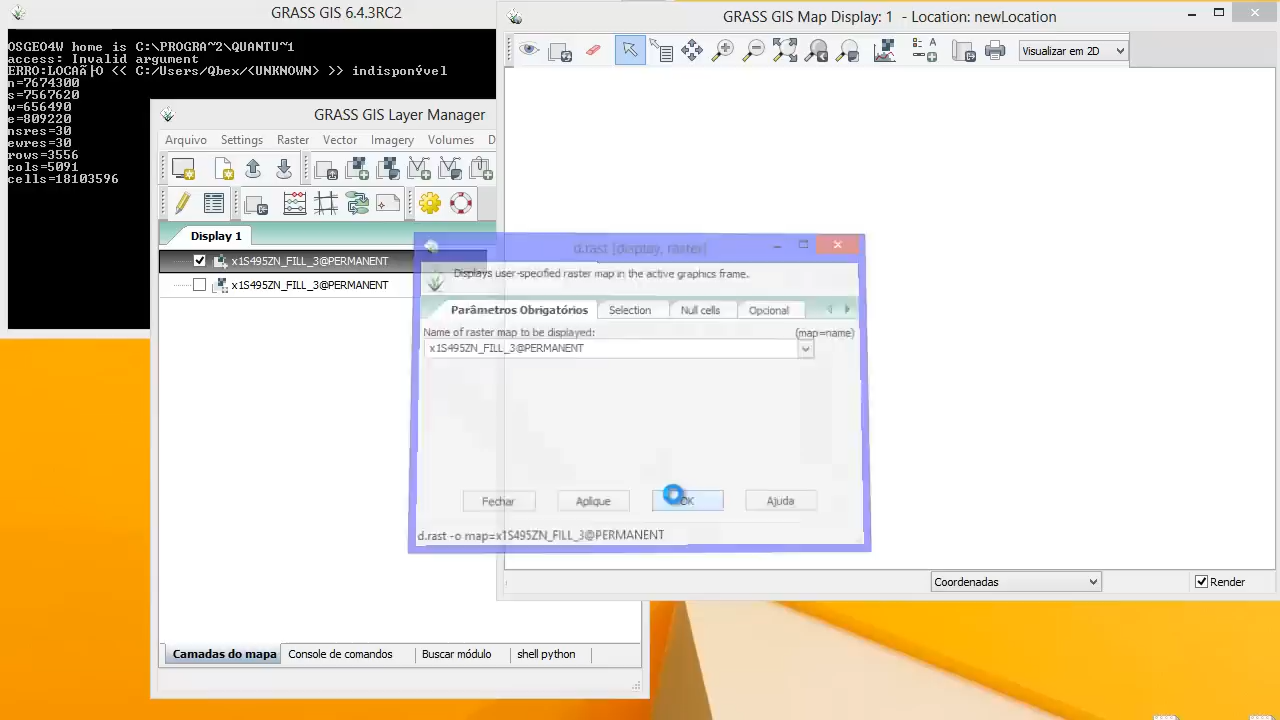 GRASS GIS 6.4.3RC2
OSGEO4W home is C:\PROGRA~2\QUANTU~1
access: Invalid argument
ERRO:LOCAã├O << C:/Users/Qbex/<UNKNOWN> >> indisponývel
n=7674300
s=7567620
w=656490
e=809220
nsres=30
ewres=30
rows=3556
cols=5091
cells=18103596
GRASS GIS Layer Manager
Arquivo Settings Raster Vector Imagery Volumes D
Display 1
x1S495ZN_FILL_3@PERMANENT
x1S495ZN_FILL_3@PERMANENT
Camadas do mapa Console de comandos Buscar módulo shell python
GRASS GIS Map Display: 1 - Location: newLocation
A
Visualizar em 2D
Coordenadas
Render
d.rast [display, raster]
Displays user-specified raster map in the active graphics frame.
Parâmetros Obrigatórios Selection Null cells Opcional
Name of raster map to be displayed: (map=name)
x1S495ZN_FILL_3@PERMANENT
Fechar Aplique OK Ajuda
d.rast -o map=x1S495ZN_FILL_3@PERMANENT